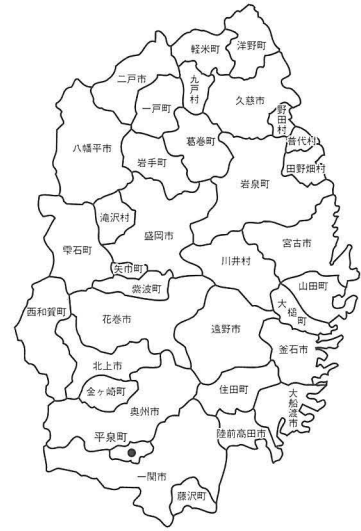 洋野町
軽米町
二戸市
九戸村
久慈市
一戸町
野田村
葛巻町
普代村
八幡平市
岩手町
田野畑村
岩泉町
滝沢村
盛岡市
宮古市
雫石町
川井村
矢巾町
山田町
紫波町
大槌町
西和賀町
花巻市
遠野市
釜石市
北上市
金ヶ崎町
住田町
大船渡市
奥州市
陸前高田市
平泉町
一関市
藤沢町